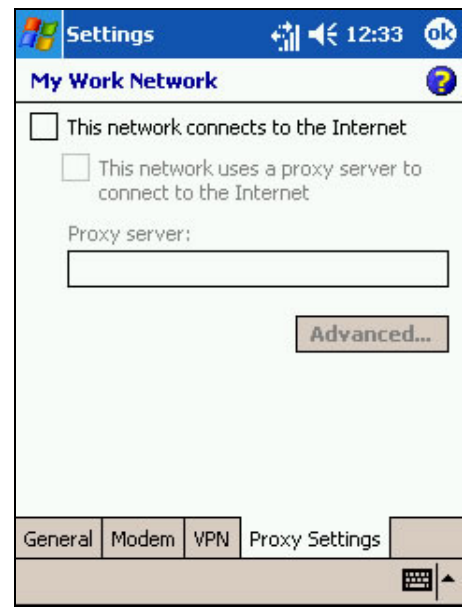 Settings 12:33 ok
My Work Network ?
This network connects to the Internet
This network uses a proxy server to
connect to the Internet
Proxy server:
Advanced...
General Modem VPN Proxy Settings